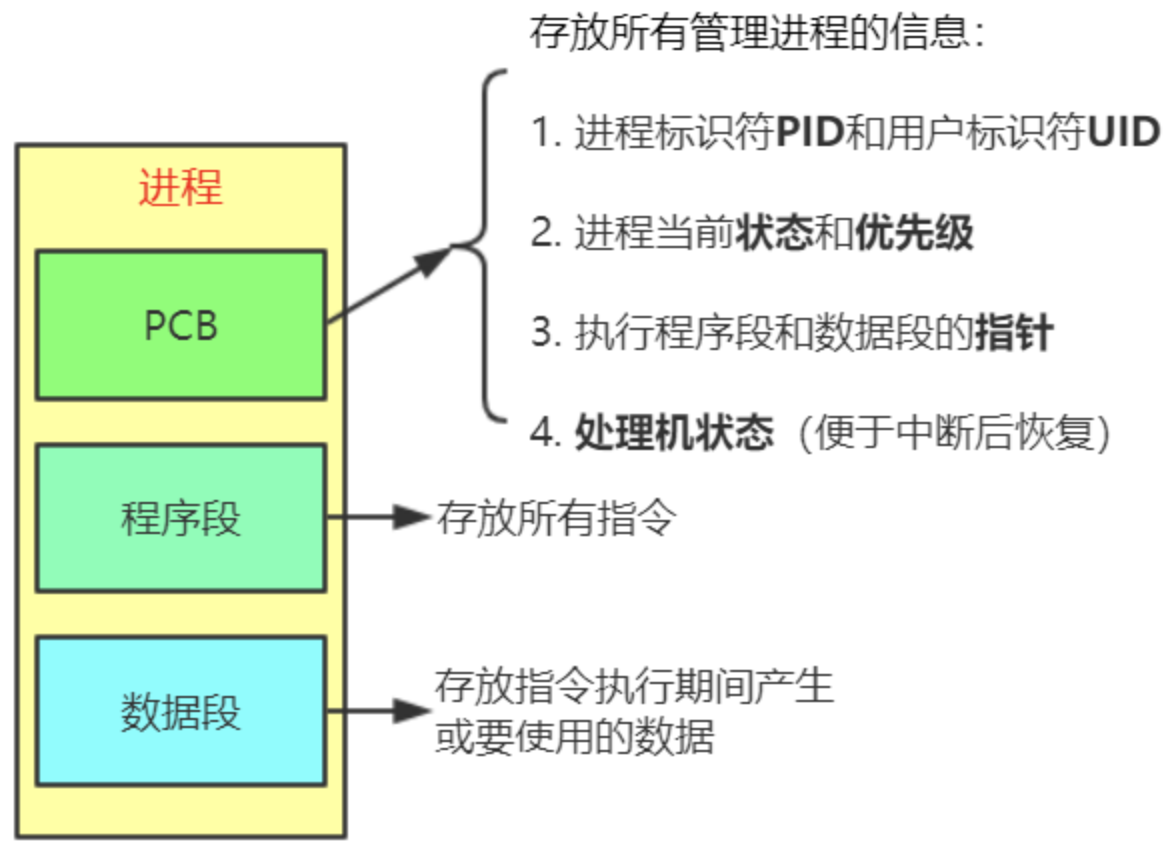 存放所有管理进程的信息：
1. 进程标识符PID和用户标识符UID
2. 进程当前状态和优先级
3. 执行程序段和数据段的指针
4. 处理机状态（便于中断后恢复）
进程
PCB
程序段
存放所有指令
数据段
存放指令执行期间产生
或要使用的数据